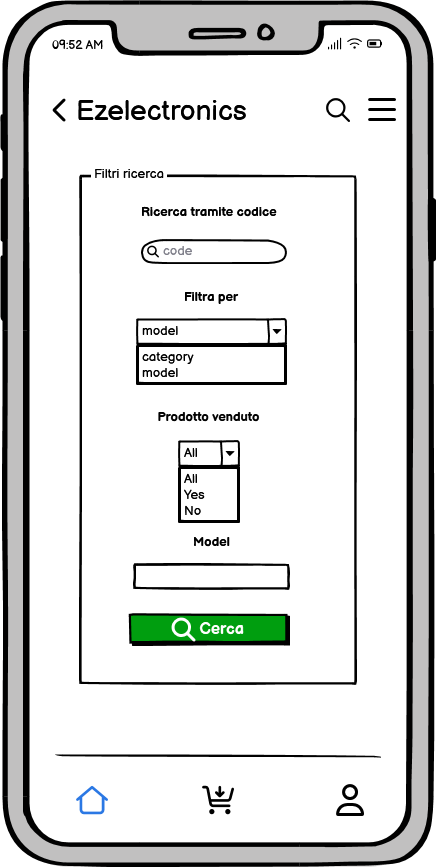 09:52 AM
Ezelectronics
Filtri ricerca
Ricerca tramite codice
code
Filtra per
model
category
model
Prodotto venduto
All
All
Yes
No
Model
Cerca